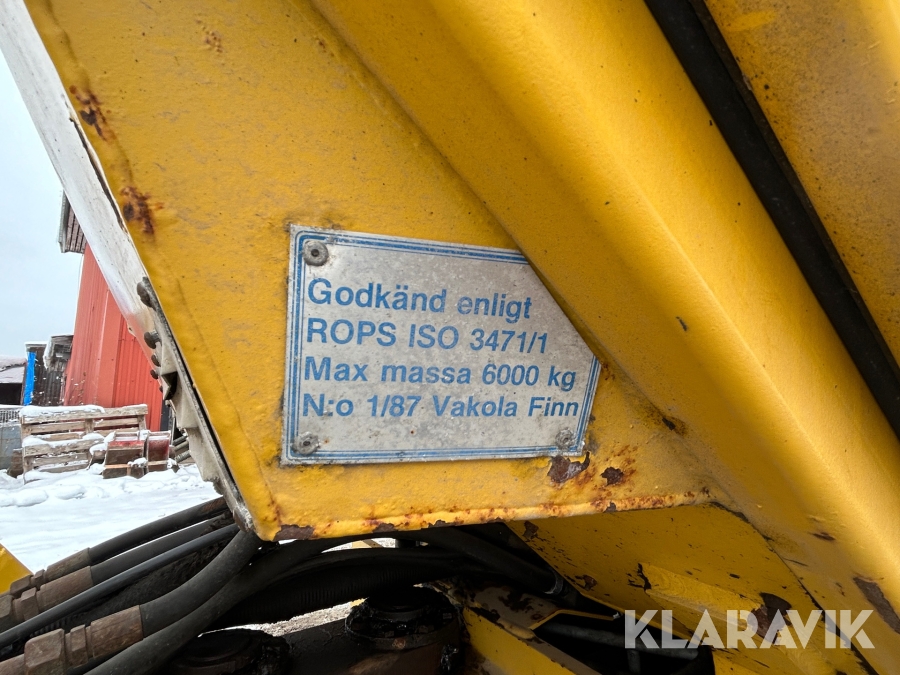 Godkänd enligt
ROPS ISO 3471/1
Max massa 6000 kg
N:o 1/87 Vakola Finn
KLARAVIK